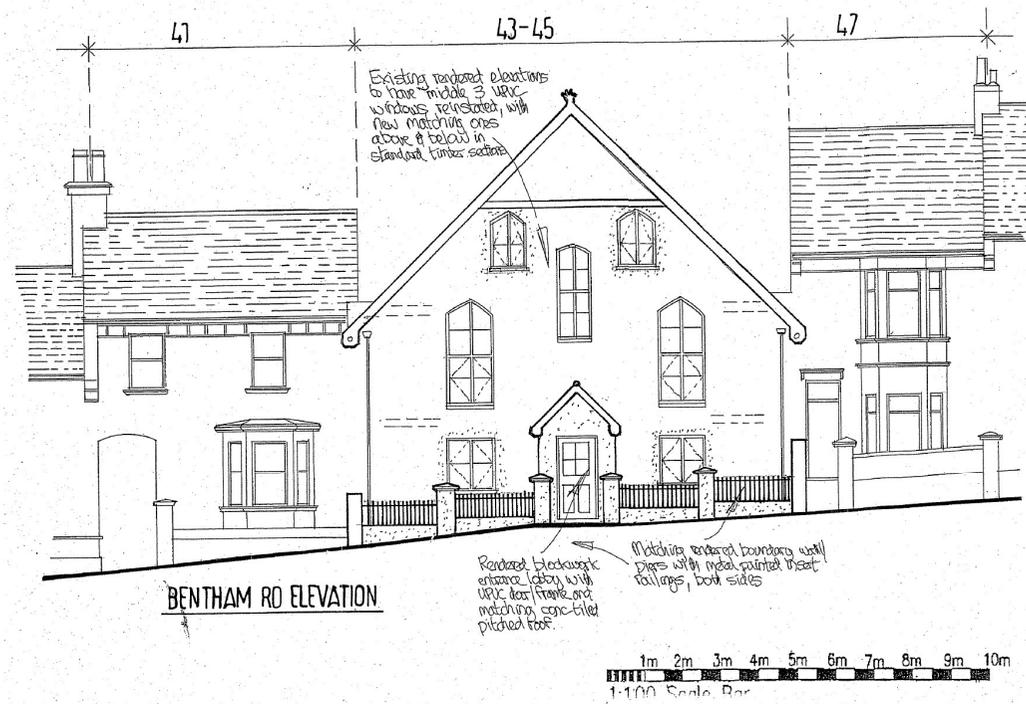 41
43-45
47
Existing rendered elevations
to have middle 3 UPVC
windows reinstated, with
new matching ones
above & below in
standard timber sections
Rendered blockwork
entrance lobby with
UPVC door/frame and
matching conc-tiled
pitched roof.
Matching rendered boundary wall/
piers with metal painted inset
railings, both sides
BENTHAM RD ELEVATION
1m 2m 3m 4m 5m 6m 7m 8m 9m 10m
1:100 Scale Bar